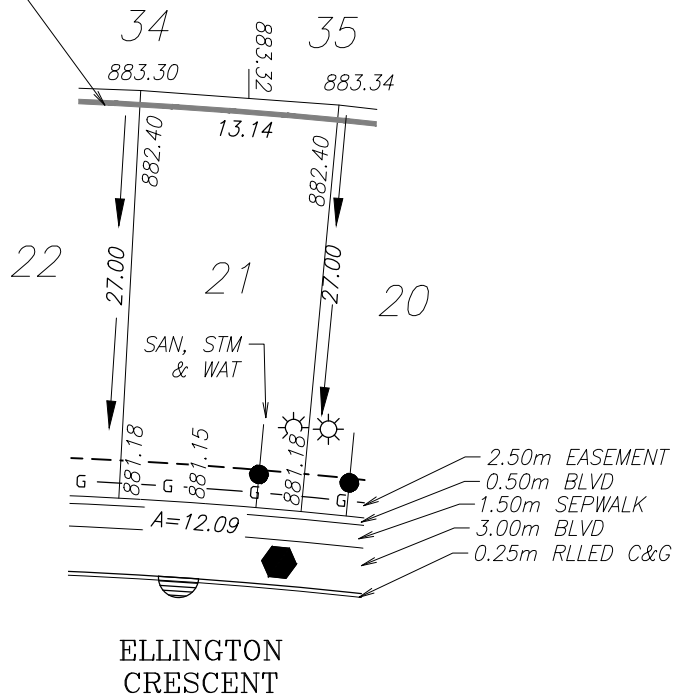 34
35
883.30
883.32
883.34
13.14
882.40
882.40
22
27.00
21
27.00
20
SAN, STM
& WAT
881.18
881.15
881.18
G
G
G
G
2.50m EASEMENT
0.50m BLVD
1.50m SEPWALK
3.00m BLVD
0.25m RLLED C&G
A=12.09
ELLINGTON
CRESCENT